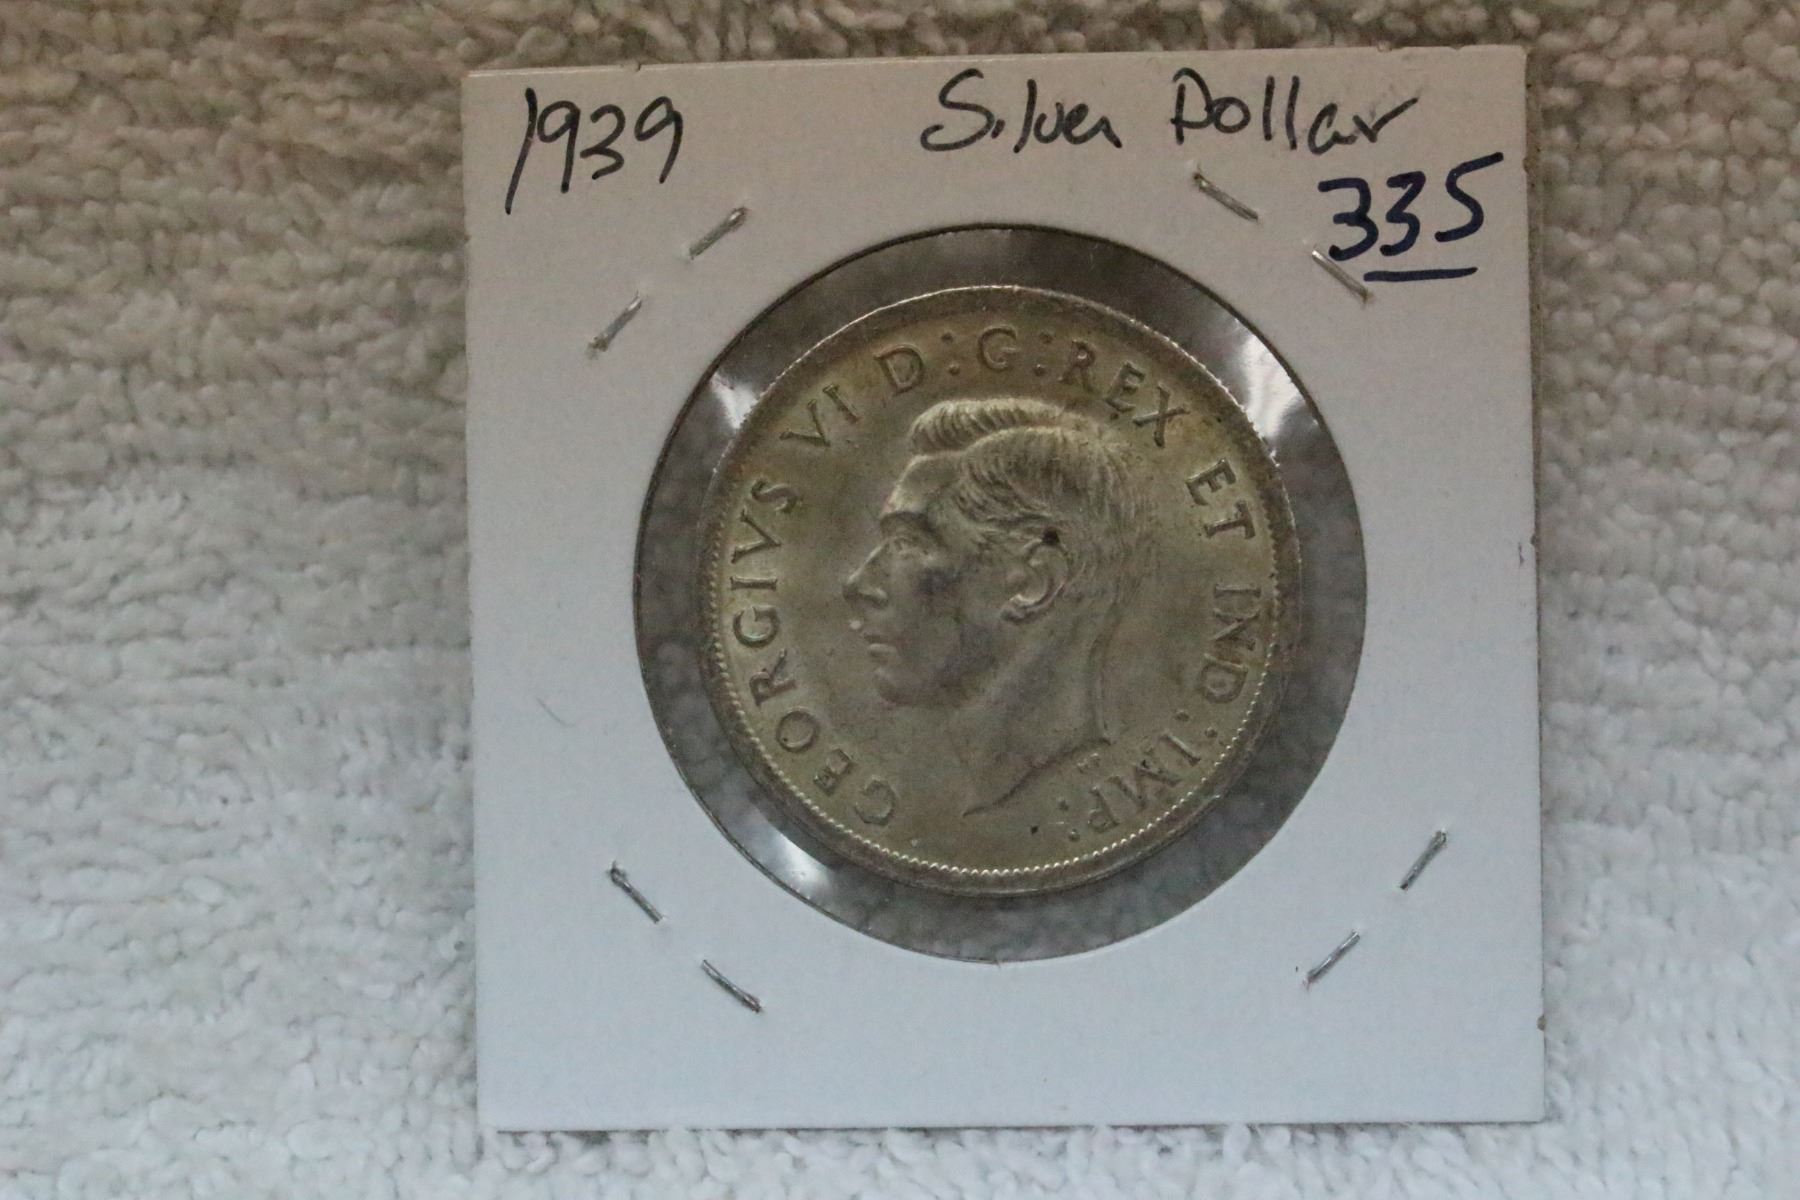 1939 Silver Dollar
335
GEORGIVS VI D:G:REX ET IND:IMP: